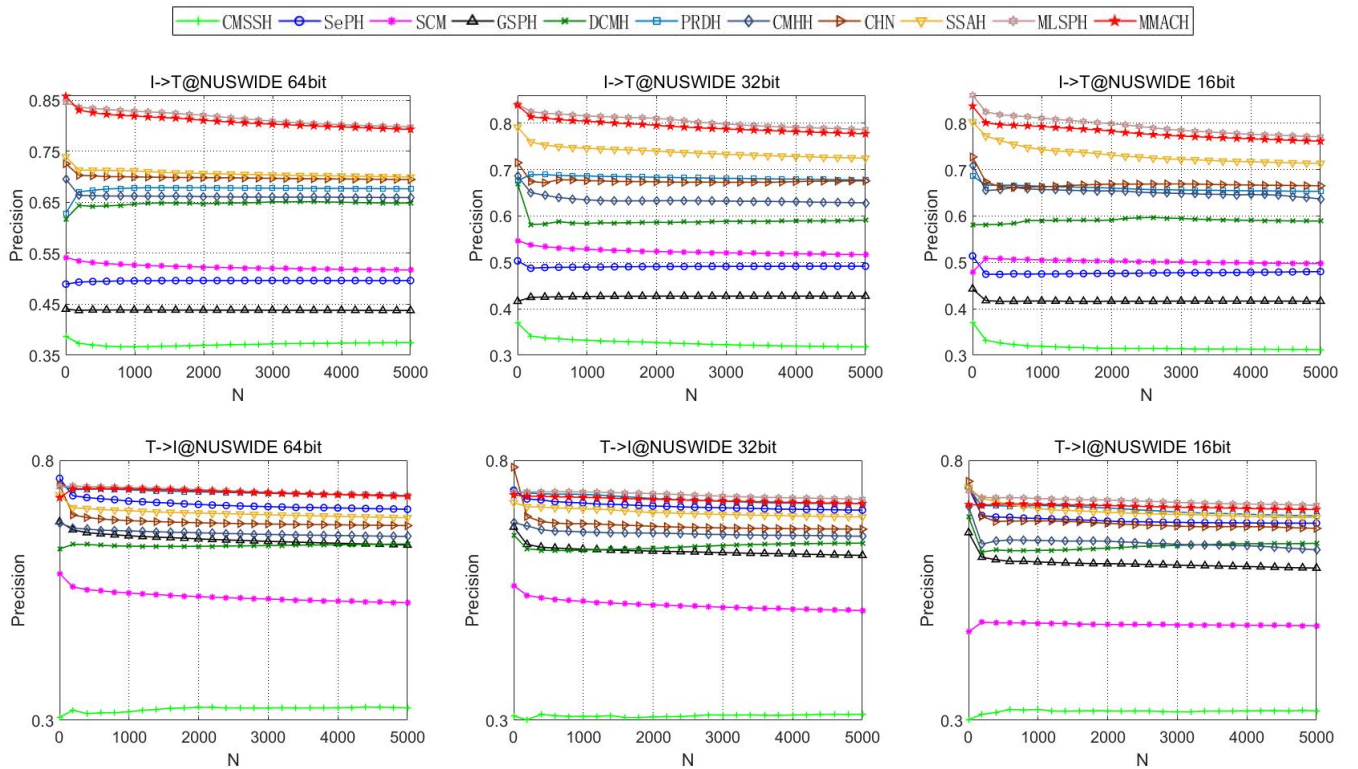 CMSSH SePH SCM GSPH DCMH PRDH CMHH CHN SSAH MLSPH MMACH
I->T@NUSWIDE 64bit
0.85
0.75
0.65
0.55
0.45
0.35
Precision
0 1000 2000 3000 4000 5000
N
I->T@NUSWIDE 32bit
0.8
0.7
0.6
0.5
0.4
0.3
Precision
0 1000 2000 3000 4000 5000
N
I->T@NUSWIDE 16bit
0.8
0.7
0.6
0.5
0.4
0.3
Precision
0 1000 2000 3000 4000 5000
N
T->I@NUSWIDE 64bit
0.8
0.3
Precision
0 1000 2000 3000 4000 5000
N
T->I@NUSWIDE 32bit
0.8
0.3
Precision
0 1000 2000 3000 4000 5000
N
T->I@NUSWIDE 16bit
0.8
0.3
Precision
0 1000 2000 3000 4000 5000
N